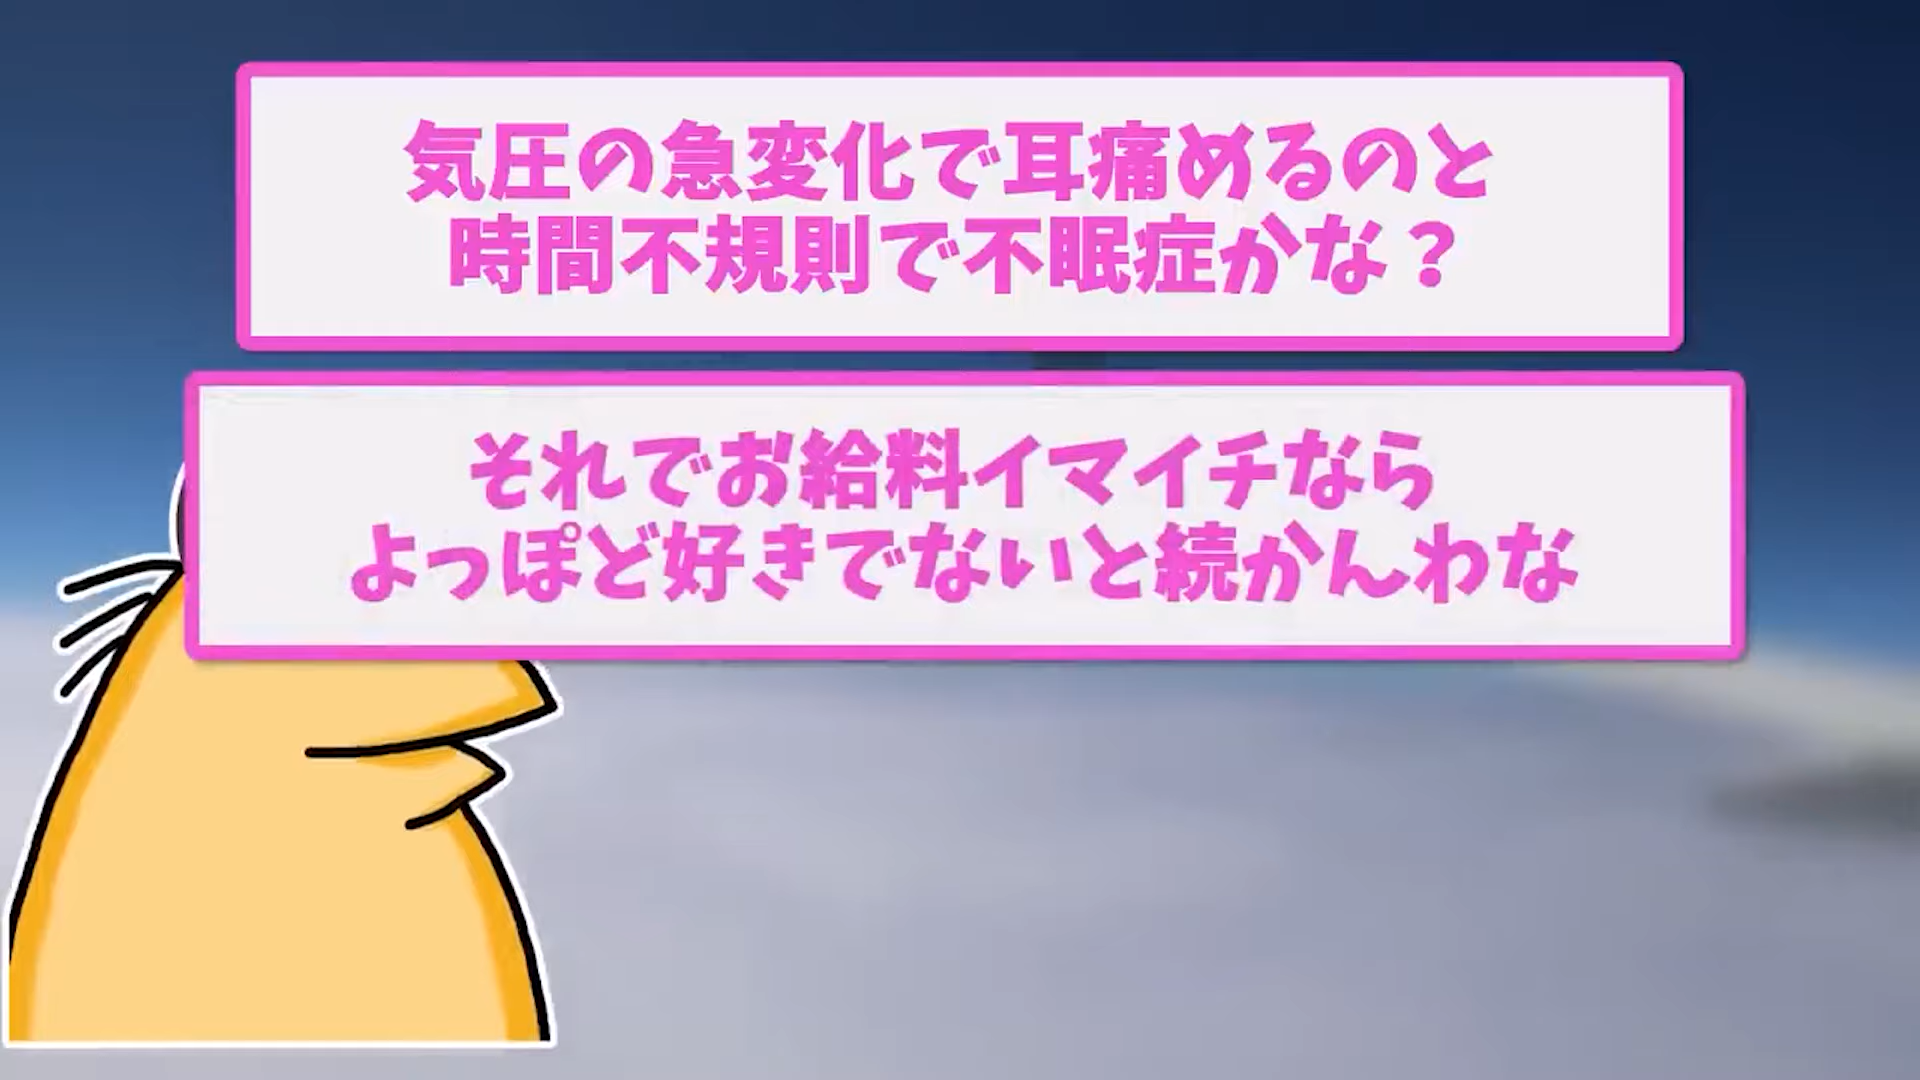 気圧の急変化で耳痛めるのと
時間不規則で不眠症かな？
それでお給料イマイチなら
よっぽど好きでないと続かんわな